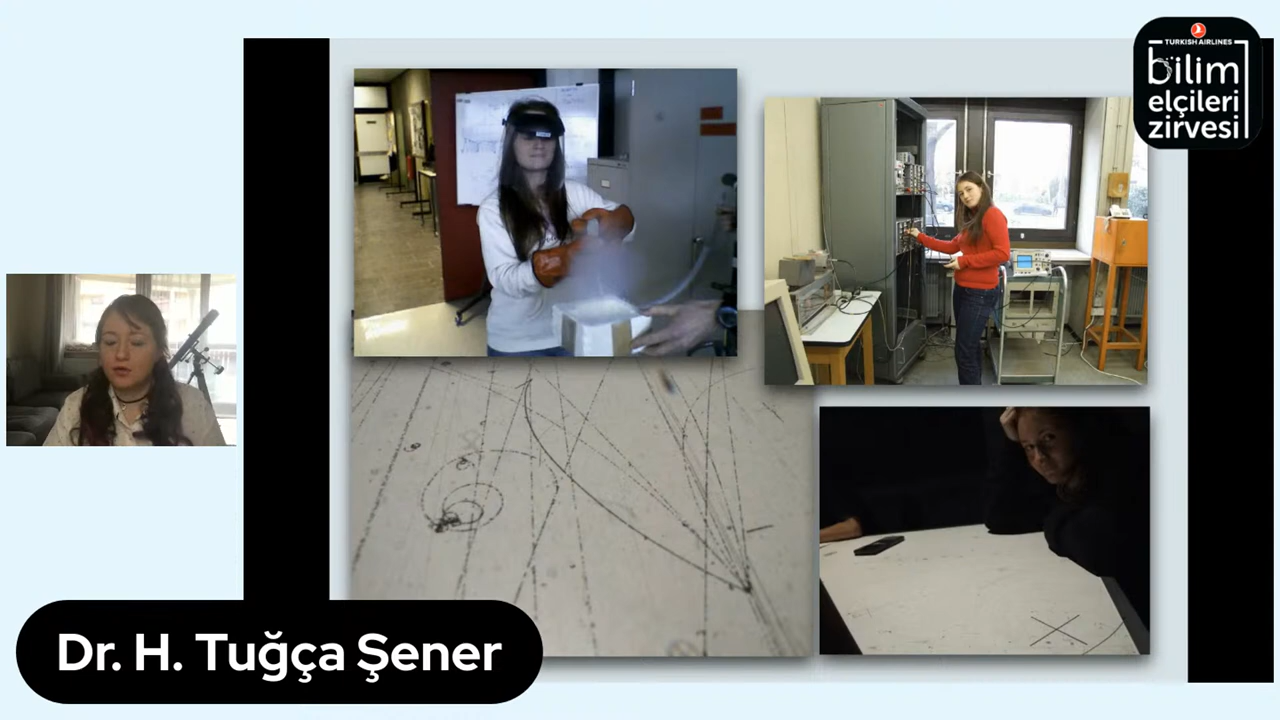 TURKISH AIRLINES
bilim
elçileri
zirvesi
Dr. H. Tuğça Şener